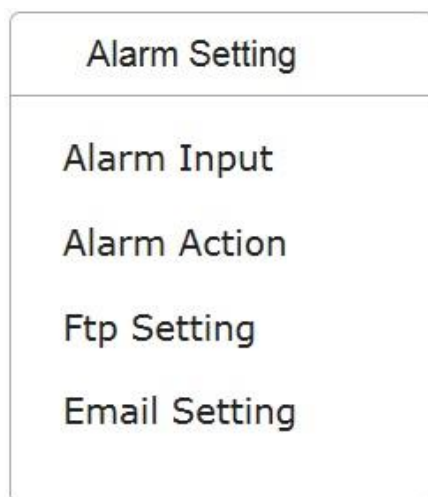 Alarm Setting
Alarm Input
Alarm Action
Ftp Setting
Email Setting